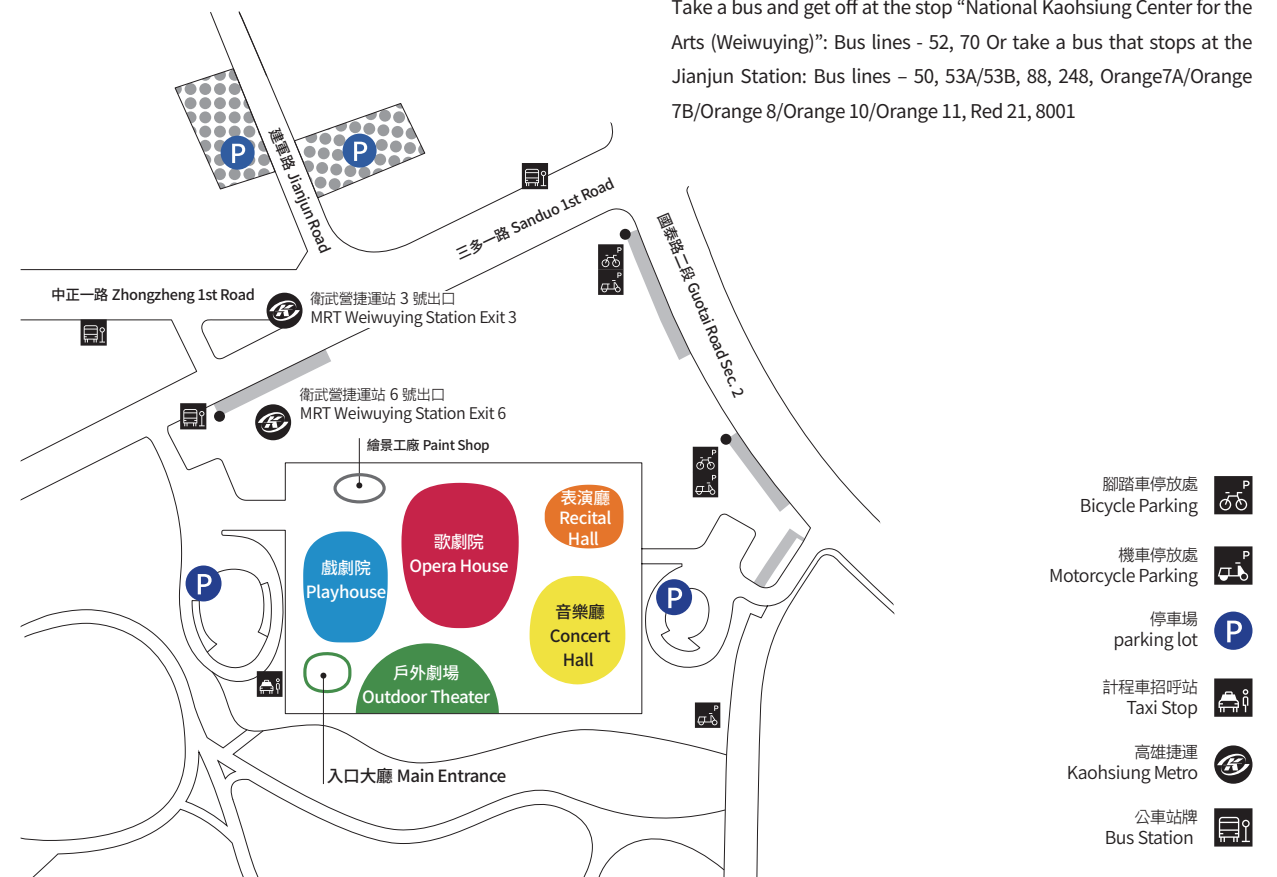 Take a bus and get off at the stop “National Kaohsiung Center for the
Arts (Weiwuying)”: Bus lines - 52, 70 Or take a bus that stops at the
Jianjun Station: Bus lines – 50, 53A/53B, 88, 248, Orange7A/Orange
7B/Orange 8/Orange 10/Orange 11, Red 21, 8001
P
P
建軍路 Jianjun Road
三多一路 Sanduo 1st Road
國泰路二段 Guotai Road Sec. 2
P
P
中正一路 Zhongzheng 1st Road
衛武營捷運站 3 號出口
MRT Weiwuying Station Exit 3
衛武營捷運站 6 號出口
MRT Weiwuying Station Exit 6
繪景工廠 Paint Shop
P
P
表演廳
Recital
Hall
歌劇院
Opera House
戲劇院
Playhouse
音樂廳
Concert
Hall
P
P
戶外劇場
Outdoor Theater
P
入口大廳 Main Entrance
腳踏車停放處
Bicycle Parking
P
機車停放處
Motorcycle Parking
P
停車場
parking lot
P
計程車招呼站
Taxi Stop
高雄捷運
Kaohsiung Metro
K
公車站牌
Bus Station